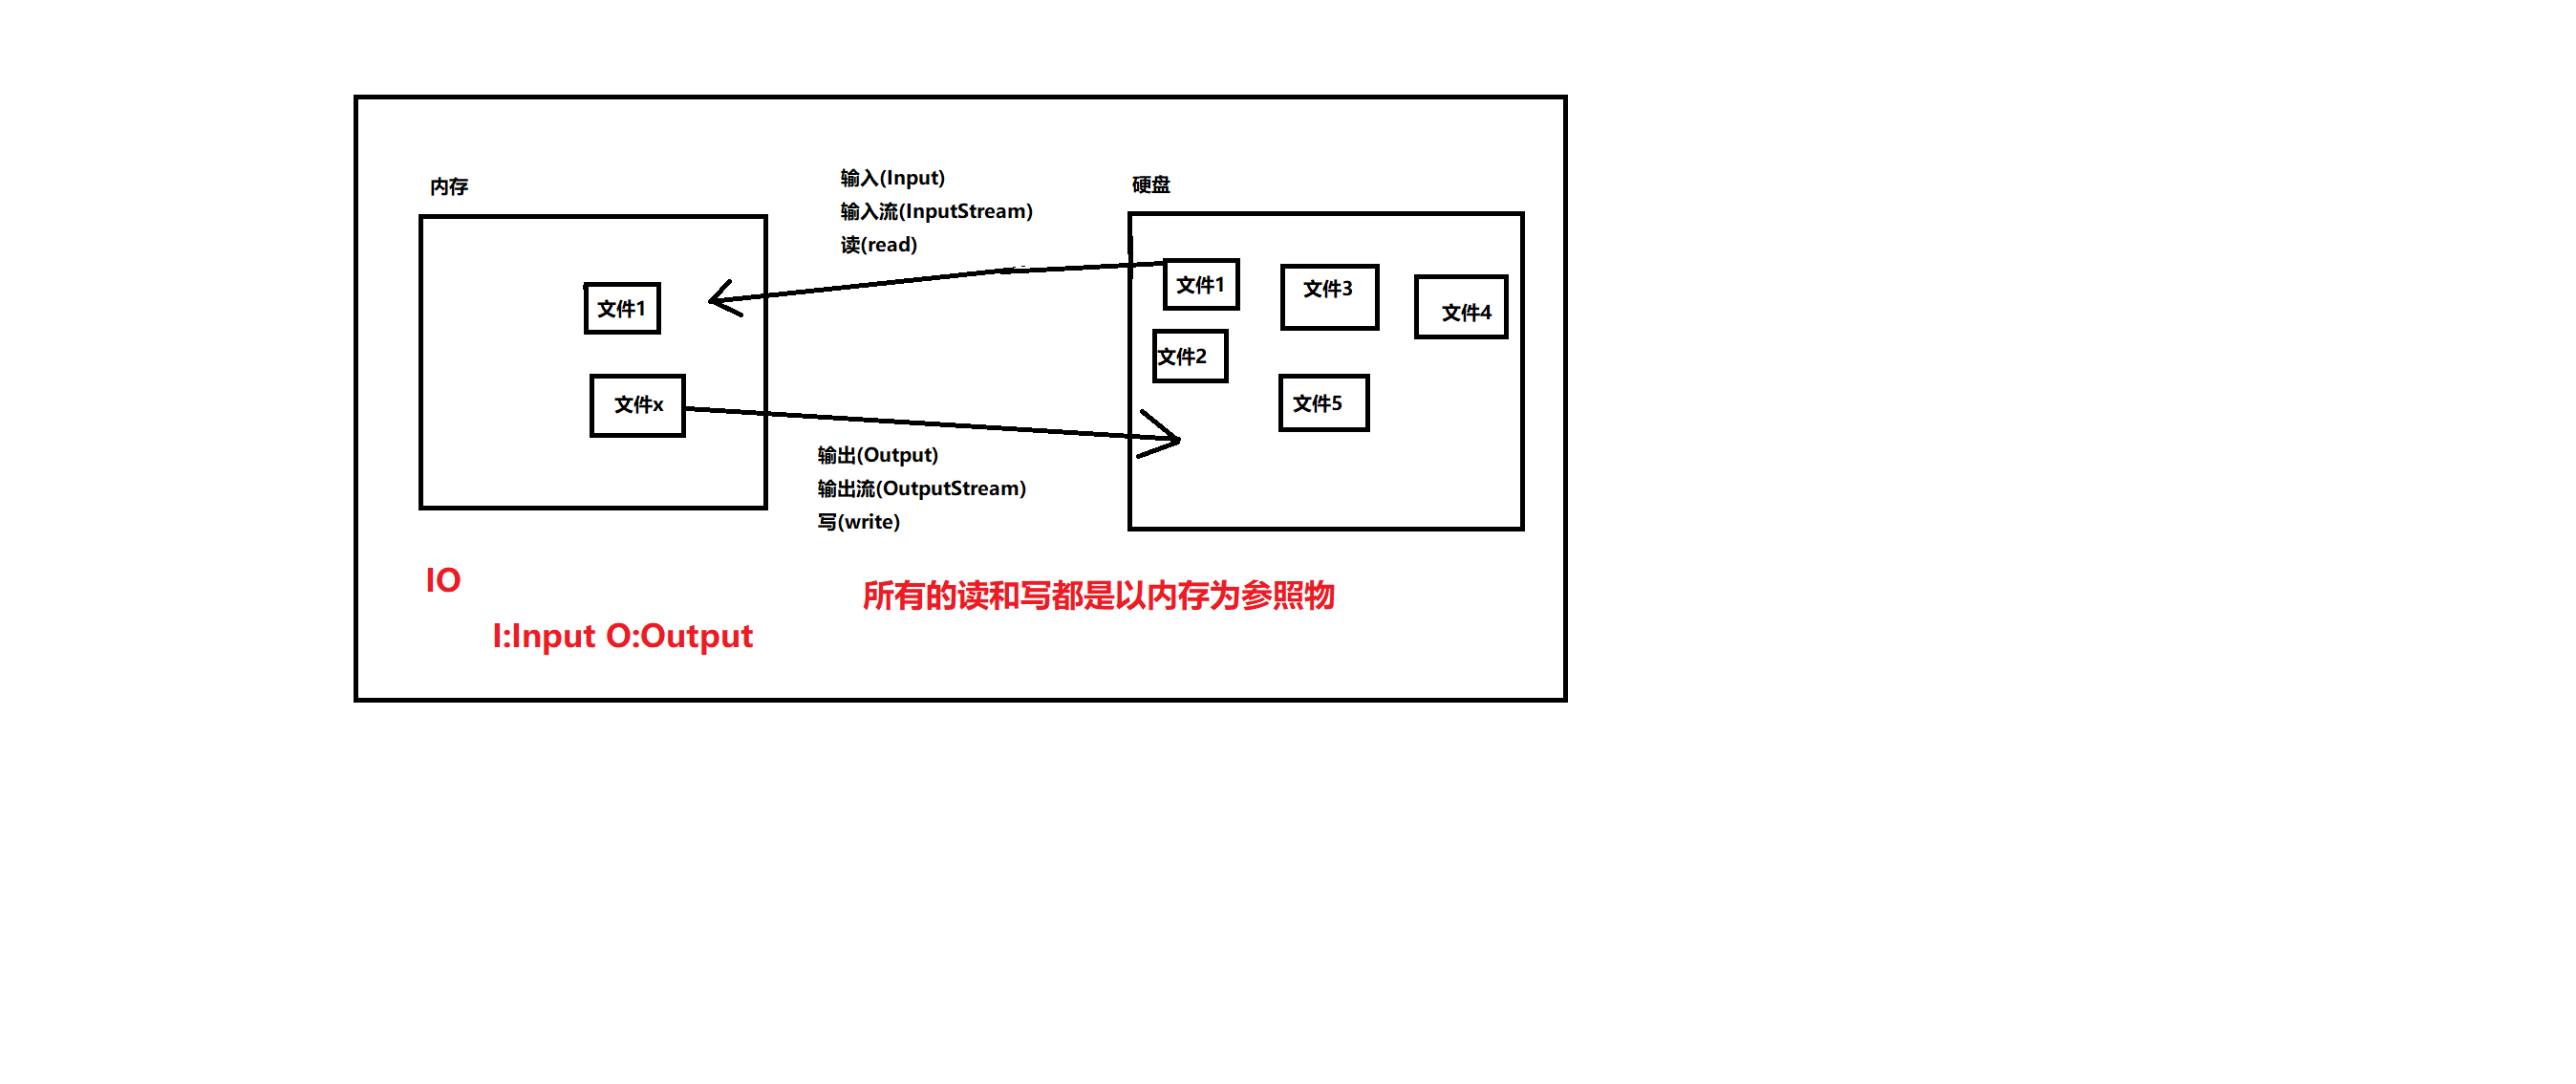 内存
文件1
文件x
输入(Input)
输入流(InputStream)
读(read)
输出(Output)
输出流(OutputStream)
写(write)
硬盘
文件1
文件3
文件4
文件2
文件5
IO
I:Input O:Output
所有的读和写都是以内存为参照物